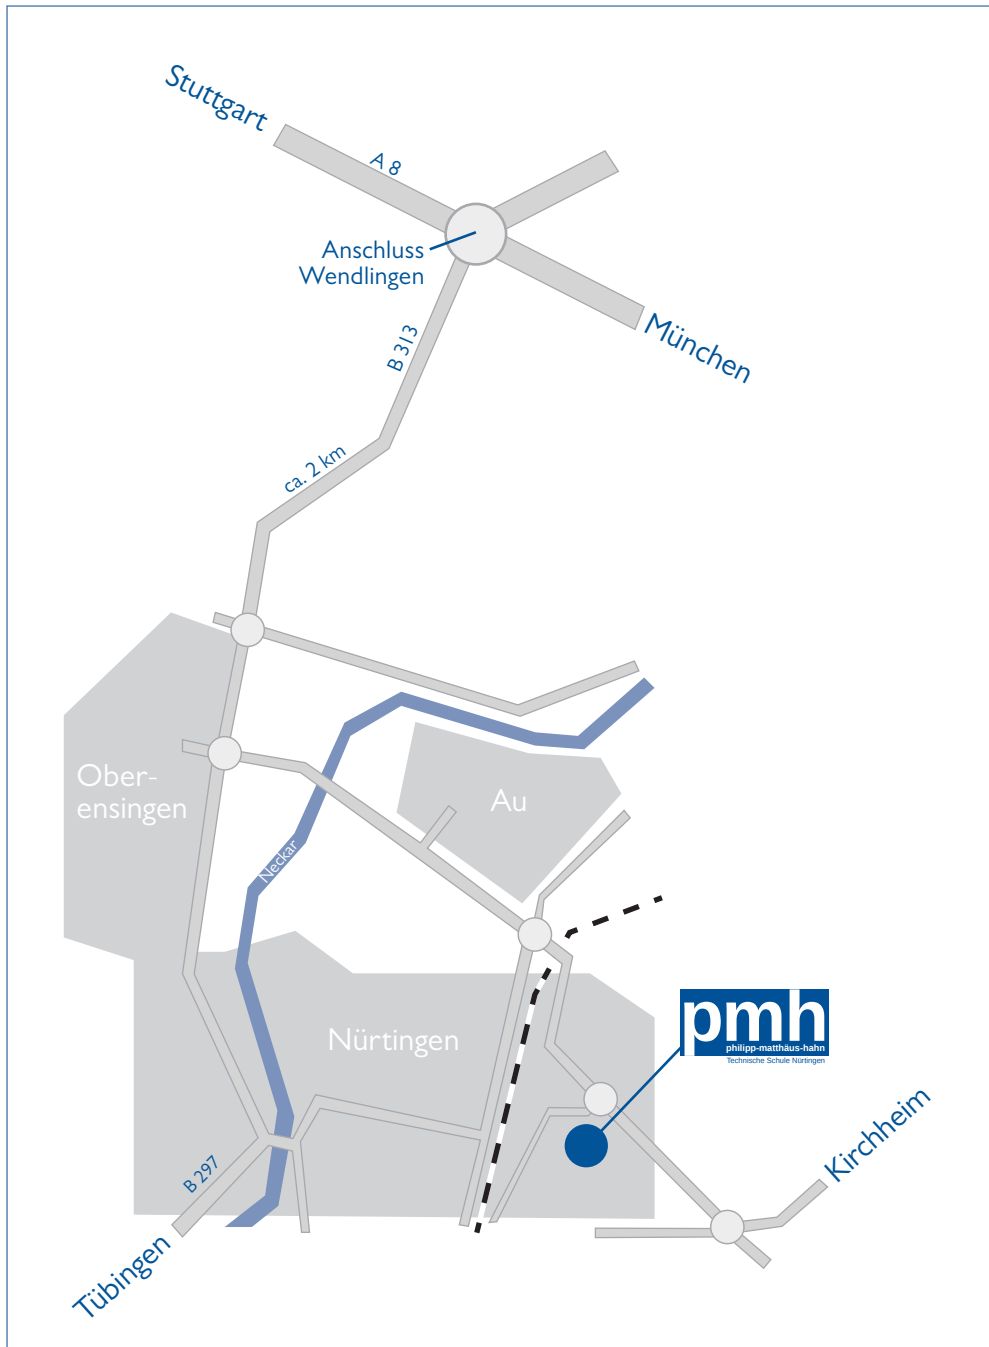 Stuttgart
A 8
Anschluss
Wendlingen
München
B 313
ca. 2 km
Ober-
ensingen
Au
Neckar
Nürtingen
pmh
philipp-matthäus-hahn
Technische Schule Nürtingen
Kirchheim
B 297
Tübingen